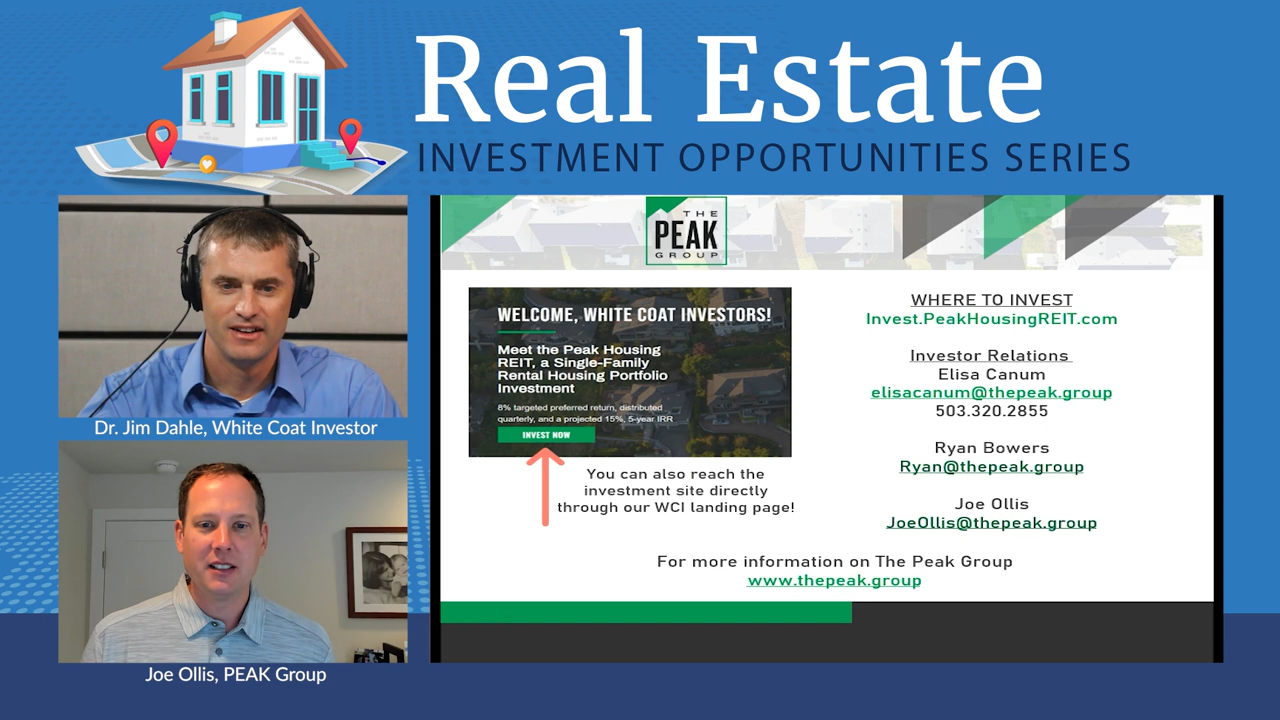 Real Estate
INVESTMENT OPPORTUNITIES SERIES
Dr. Jim Dahle, White Coat Investor
Joe Ollis, PEAK Group
THE
PEAK
GROUP
WELCOME, WHITE COAT INVESTORS!
Meet the Peak Housing
REIT, a Single-Family
Rental Housing Portfolio
Investment
8% targeted preferred return, distributed
quarterly, and a projected 15%, 5-year IRR
INVEST NOW
You can also reach the
investment site directly
through our WCI landing page!
WHERE TO INVEST
Invest.PeakHousingREIT.com
Investor Relations
Elisa Canum
elisacanum@thepeak.group
503.320.2855
Ryan Bowers
Ryan@thepeak.group
Joe Ollis
JoeOllis@thepeak.group
For more information on The Peak Group
www.thepeak.group